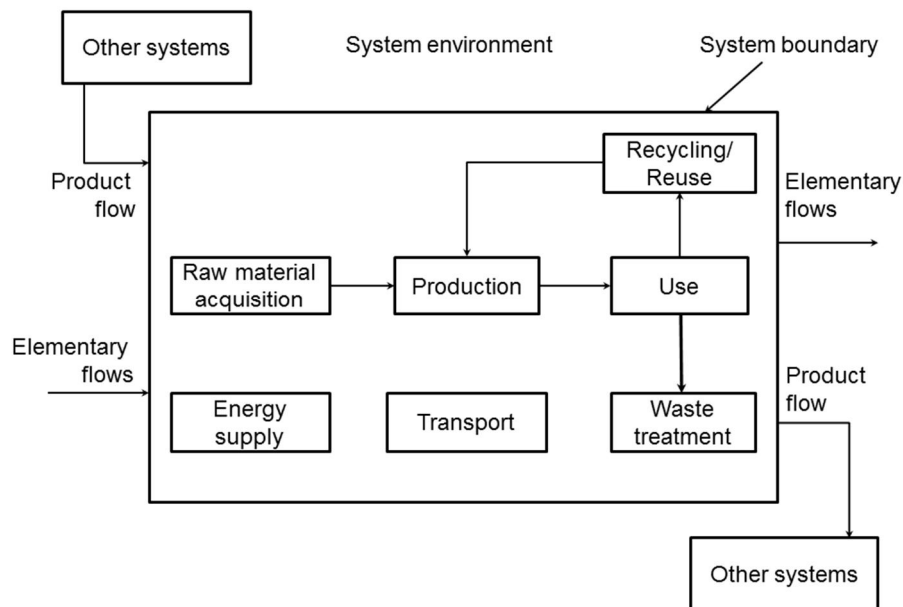 Other systems
System environment
System boundary
Product
flow
Recycling/
Reuse
Elementary
flows
Raw material
acquisition
Production
Use
Elementary
flows
Energy
supply
Transport
Waste
treatment
Product
flow
Other systems